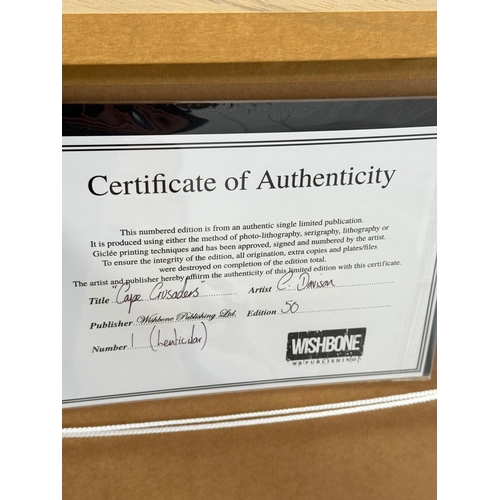 Certificate of Authenticity
This numbered edition is from an authentic single limited publication.
It is produced using either the method of photo-lithography, serigraphy, lithography or
Giclée printing techniques and has been approved, signed and numbered by the artist.
To ensure the integrity of the edition, all origination, extra copies and plates/files
were destroyed on completion of the edition total.
The artist and publisher hereby affirm the authenticity of this limited edition with this certificate.
Title "Cape Crusaders" Artist C. Davison
Publisher Wishbone Publishing Ltd. Edition 50
Number 1 (Lenticular)
WISHBONE
PUBLISHING